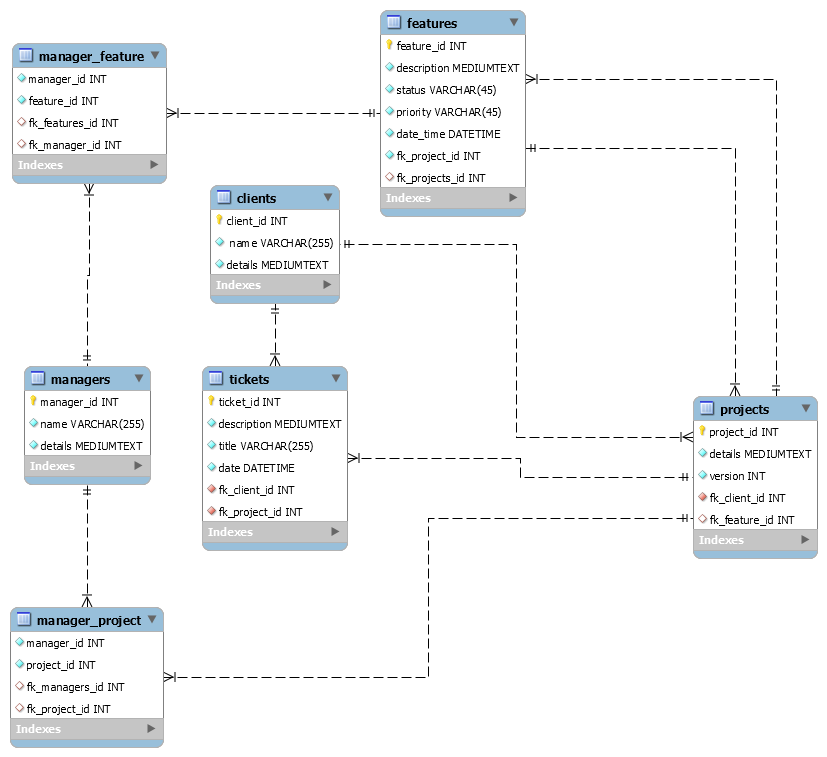 features
feature_id INT
description MEDIUMTEXT
status VARCHAR(45)
priority VARCHAR(45)
date_time DATETIME
fk_project_id INT
fk_projects_id INT
Indexes
manager_feature
manager_id INT
feature_id INT
fk_features_id INT
fk_manager_id INT
Indexes
clients
client_id INT
name VARCHAR(255)
details MEDIUMTEXT
Indexes
managers
manager_id INT
name VARCHAR(255)
details MEDIUMTEXT
Indexes
tickets
ticket_id INT
description MEDIUMTEXT
title VARCHAR(255)
date DATETIME
fk_client_id INT
fk_project_id INT
Indexes
projects
project_id INT
details MEDIUMTEXT
version INT
fk_client_id INT
fk_feature_id INT
Indexes
manager_project
manager_id INT
project_id INT
fk_managers_id INT
fk_project_id INT
Indexes